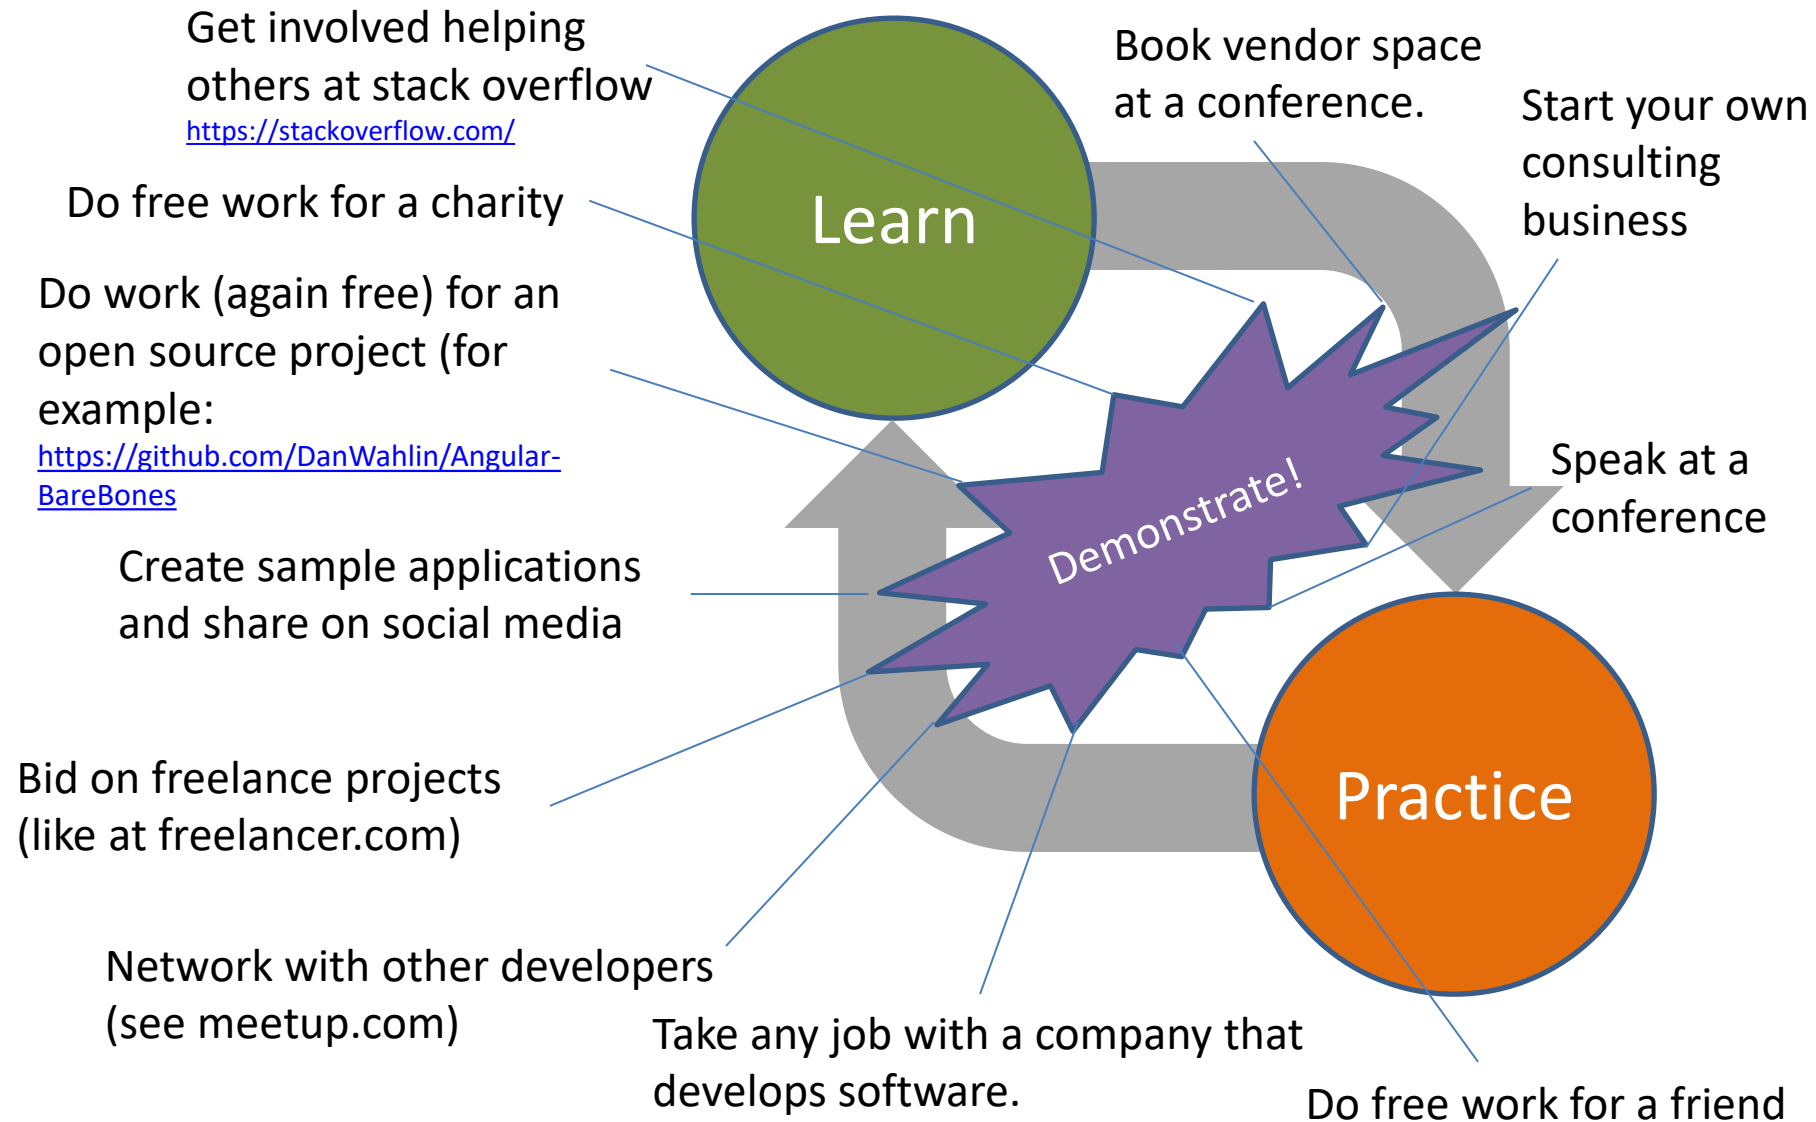 Get involved helping
others at stack overflow
https://stackoverflow.com/
Book vendor space
at a conference.
Start your own
consulting
business
Do free work for a charity
Learn
Do work (again free) for an
open source project (for
example:
https://github.com/DanWahlin/Angular-
BareBones
Demonstrate!
Speak at a
conference
Create sample applications
and share on social media
Bid on freelance projects
(like at freelancer.com)
Practice
Network with other developers
(see meetup.com)
Take any job with a company that
develops software.
Do free work for a friend